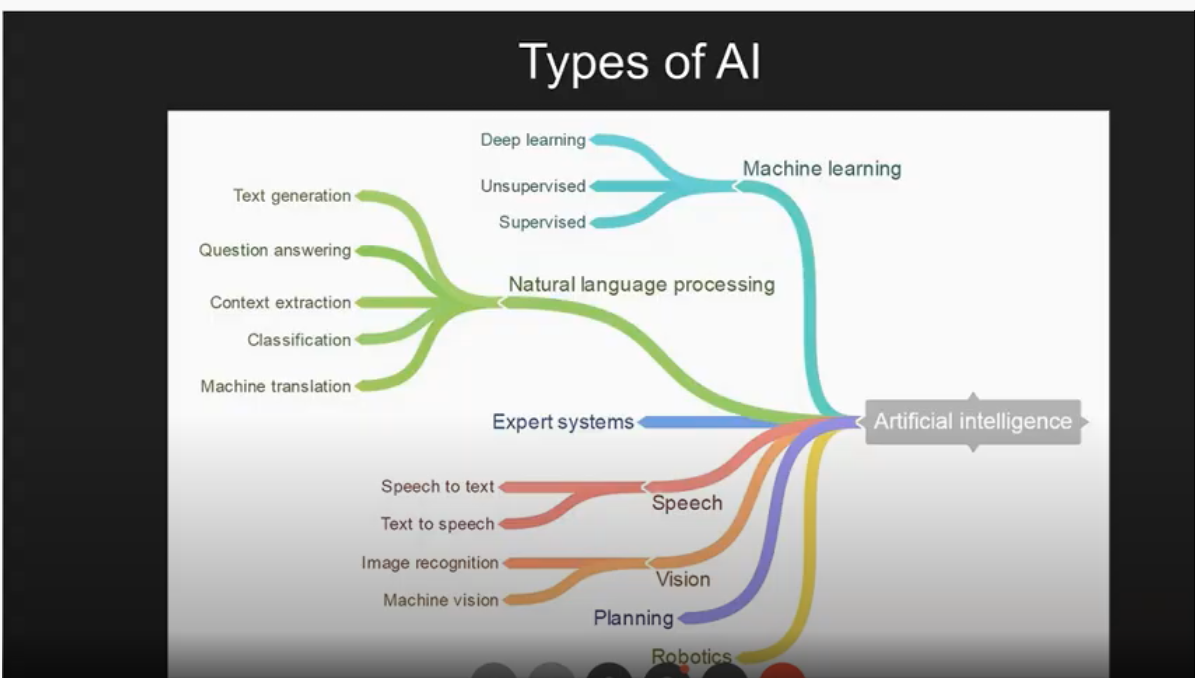 Types of AI
Deep learning
Machine learning
Unsupervised
Text generation
Supervised
Question answering
Natural language processing
Context extraction
Classification
Machine translation
Expert systems
Artificial intelligence
Speech to text
Speech
Text to speech
Image recognition
Vision
Machine vision
Planning
Robotics